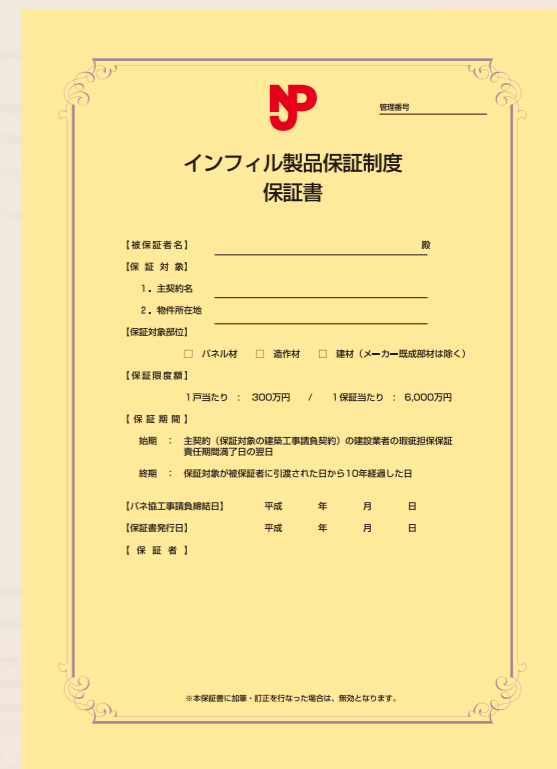 NJP
管理番号
インフィル製品保証制度
保証書
【被保証者名】 殿
【保 証 対 象】
1．主契約名
2．物件所在地
【保証対象部位】
□ パネル材 □ 造作材 □ 建材（メーカー既成部材は除く）
【保証限度額】
1戸当たり ： 300万円 / 1保証当たり ： 6,000万円
【 保 証 期 間 】
始期 ： 主契約（保証対象の建築工事請負契約）の建設業者の瑕疵担保保証
責任期間満了日の翌日
終期 ： 保証対象が被保証者に引渡された日から10年経過した日
【パネ協工事請負締結日】 平成 年 月 日
【保証書発行日】 平成 年 月 日
【 保 証 者 】
※本保証書に加筆・訂正を行なった場合は、無効となります。